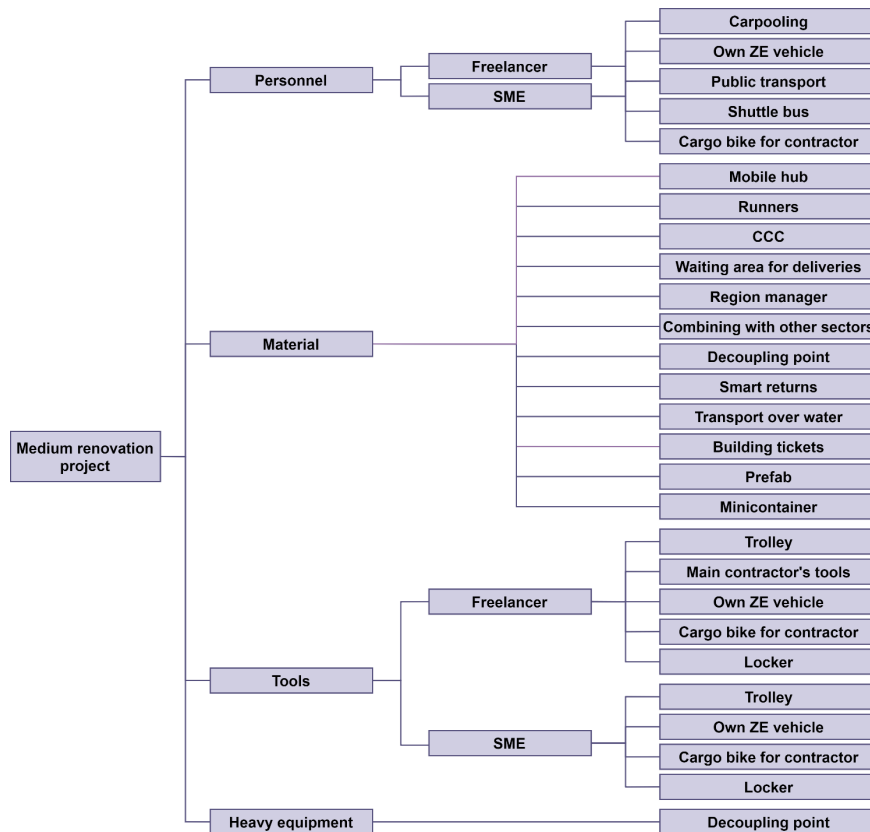 Carpooling
Own ZE vehicle
Public transport
Shuttle bus
Cargo bike for contractor
Freelancer
SME
Personnel
Mobile hub
Runners
CCC
Waiting area for deliveries
Region manager
Combining with other sectors
Decoupling point
Smart returns
Transport over water
Building tickets
Prefab
Minicontainer
Material
Medium renovation
project
Trolley
Main contractor's tools
Own ZE vehicle
Cargo bike for contractor
Locker
Freelancer
Tools
Trolley
Own ZE vehicle
Cargo bike for contractor
Locker
SME
Heavy equipment
Decoupling point